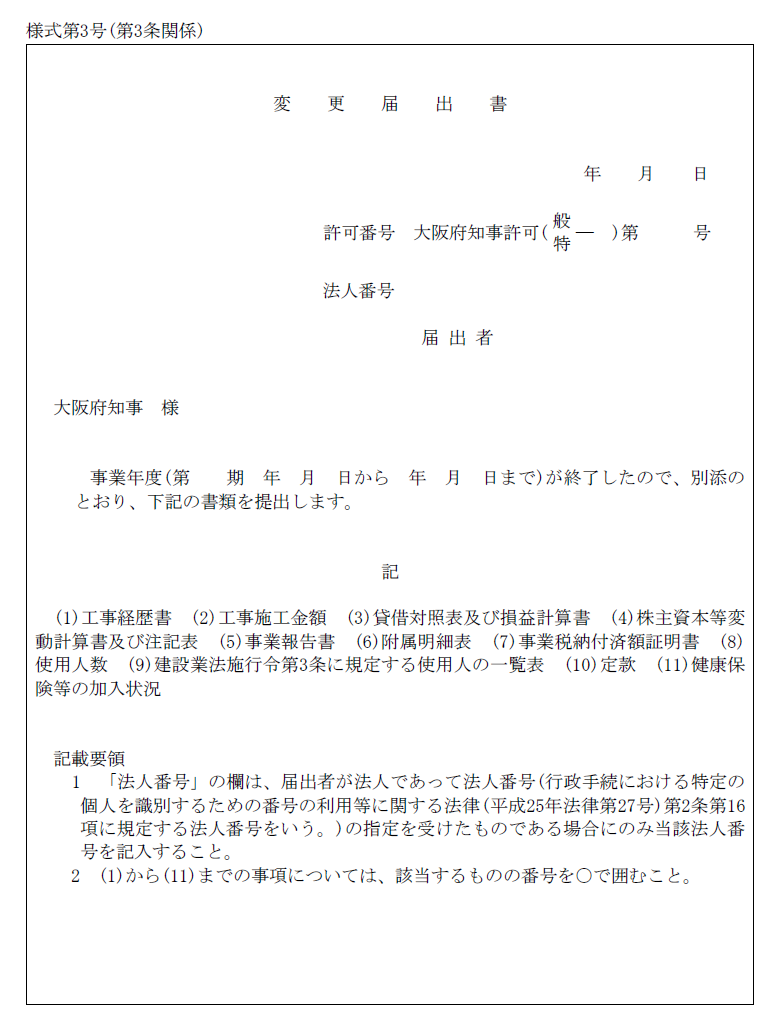 様式第3号(第3条関係)
変　更　届　出　書
年　　月　　日
許可番号　大阪府知事許可(般特―　)第　　　号
法人番号
届 出 者
大阪府知事　様
事業年度(第　　期　年　月　日から　年　月　日まで)が終了したので、別添の
とおり、下記の書類を提出します。
記
(1)工事経歴書　(2)工事施工金額　(3)貸借対照表及び損益計算書　(4)株主資本等変
動計算書及び注記表　(5)事業報告書　(6)附属明細表　(7)事業税納付済額証明書　(8)
使用人数　(9)建設業法施行令第3条に規定する使用人の一覧表　(10)定款　(11)健康保
険等の加入状況
記載要領
1　「法人番号」の欄は、届出者が法人であって法人番号(行政手続における特定の
個人を識別するための番号の利用等に関する法律(平成25年法律第27号)第2条第16
項に規定する法人番号をいう。)の指定を受けたものである場合にのみ当該法人番
号を記入すること。
2　(1)から(11)までの事項については、該当するものの番号を〇で囲むこと。